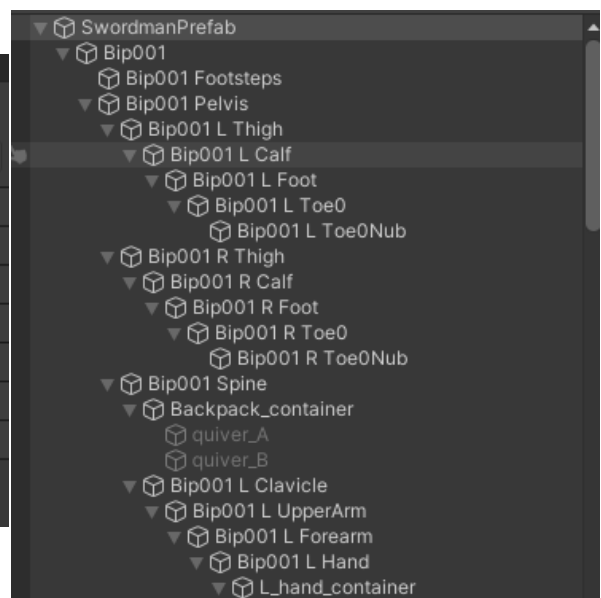 SwordmanPrefab
Bip001
Bip001 Footsteps
Bip001 Pelvis
Bip001 L Thigh
Bip001 L Calf
Bip001 L Foot
Bip001 L Toe0
Bip001 L Toe0Nub
Bip001 R Thigh
Bip001 R Calf
Bip001 R Foot
Bip001 R Toe0
Bip001 R Toe0Nub
Bip001 Spine
Backpack_container
quiver_A
quiver_B
Bip001 L Clavicle
Bip001 L UpperArm
Bip001 L Forearm
Bip001 L Hand
L_hand_container